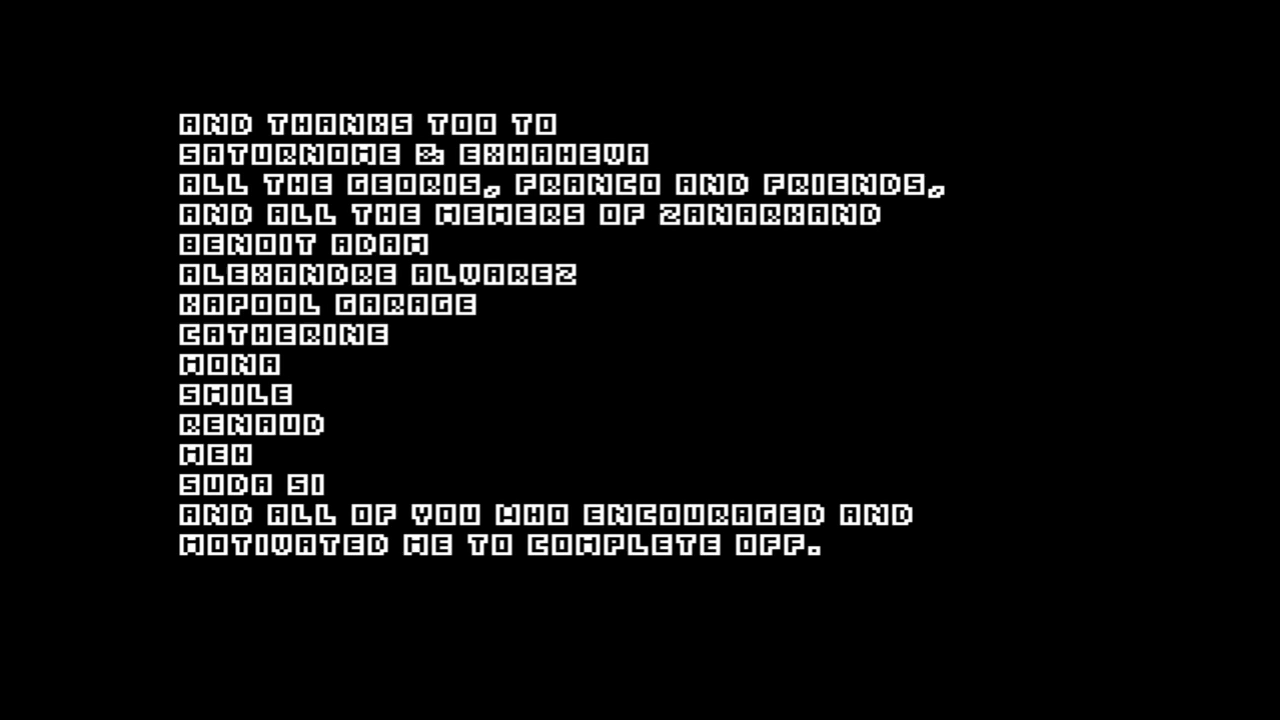 AND THANKS TOO TO
SATURNOME & EXHAHEVA
ALL THE GEORIS, FRANCO AND FRIENDS,
AND ALL THE MEMERS OF ZANARKAND
BENOIT ADAM
ALEXANDRE ALVAREZ
KAPOOL GARAGE
CATHERINE
MONA
SMILE
RENAUD
MEH
SUDA 51
AND ALL OF YOU WHO ENCOURAGED AND
MOTIVATED ME TO COMPLETE OFF.